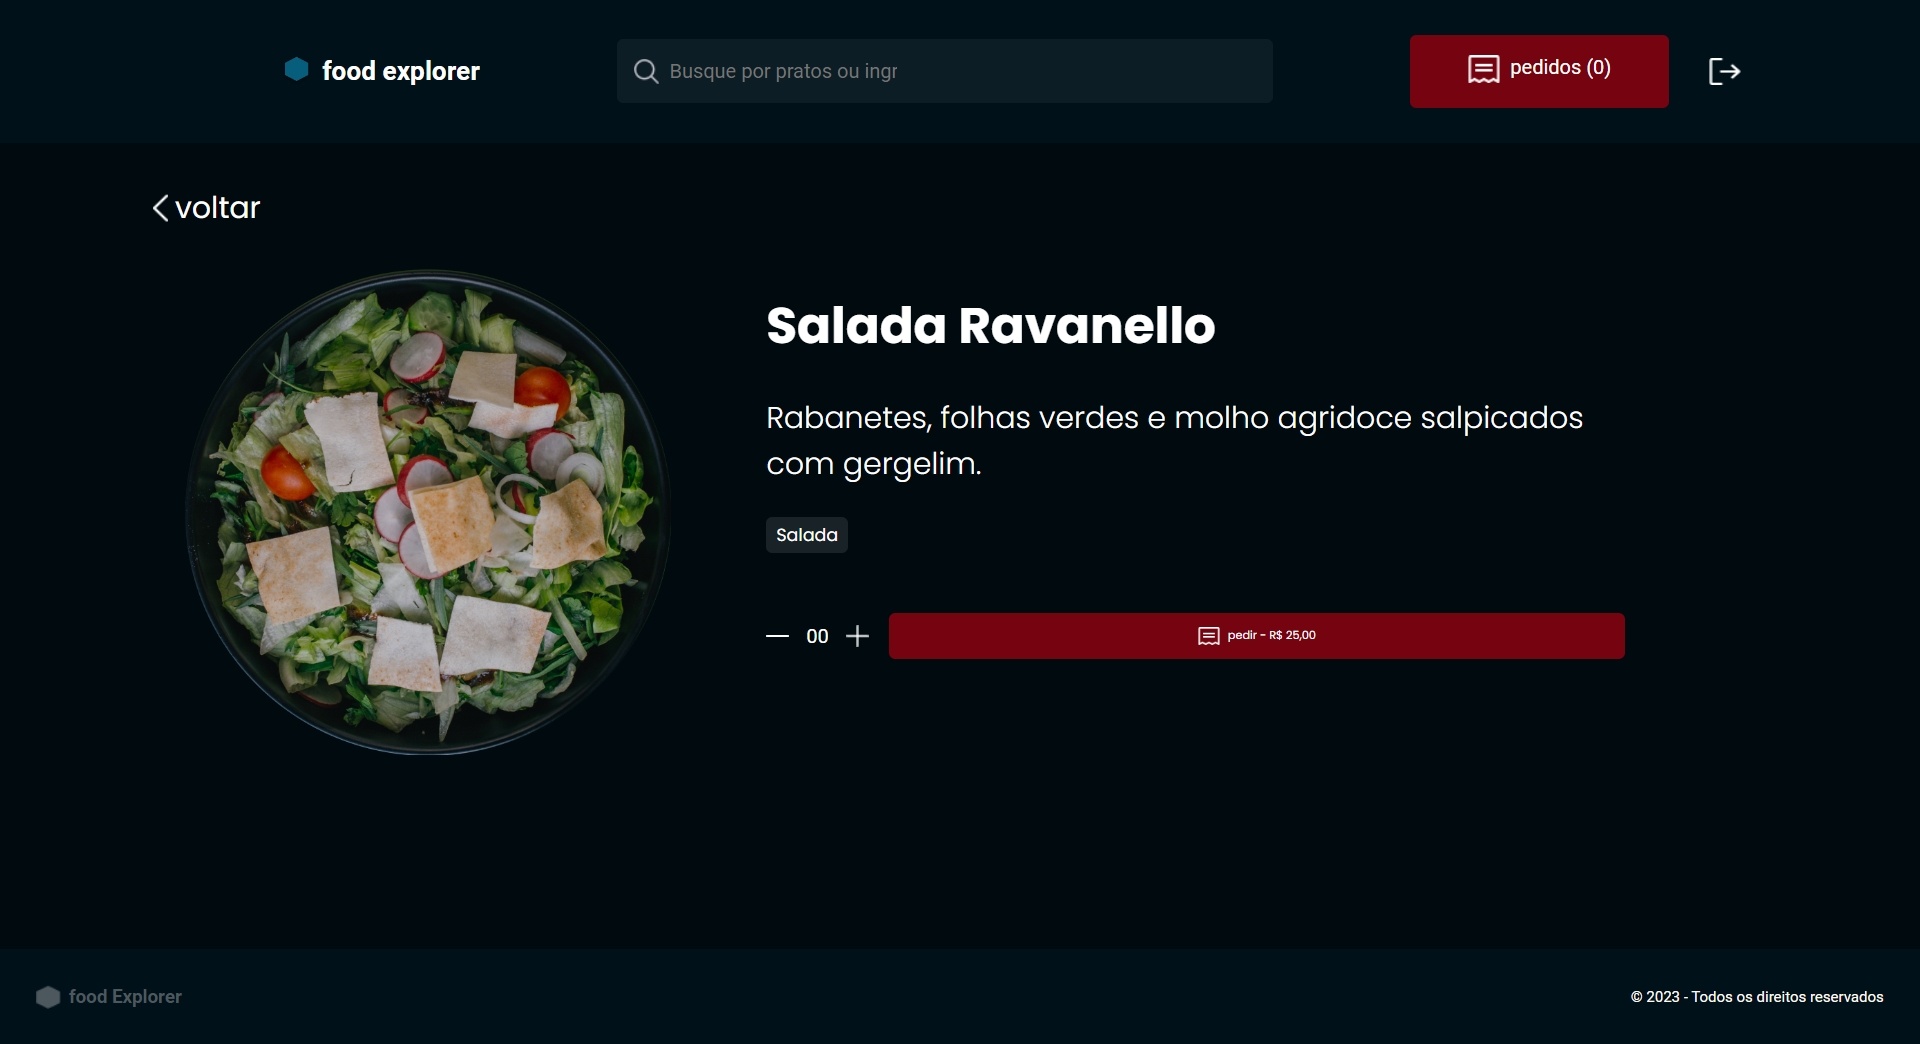 food explorer
Busque por pratos ou ingr
pedidos (0)
voltar
Salada Ravanello
Rabanetes, folhas verdes e molho agridoce salpicados
com gergelim.
Salada
00
pedir - R$ 25,00
food Explorer
© 2023 - Todos os direitos reservados